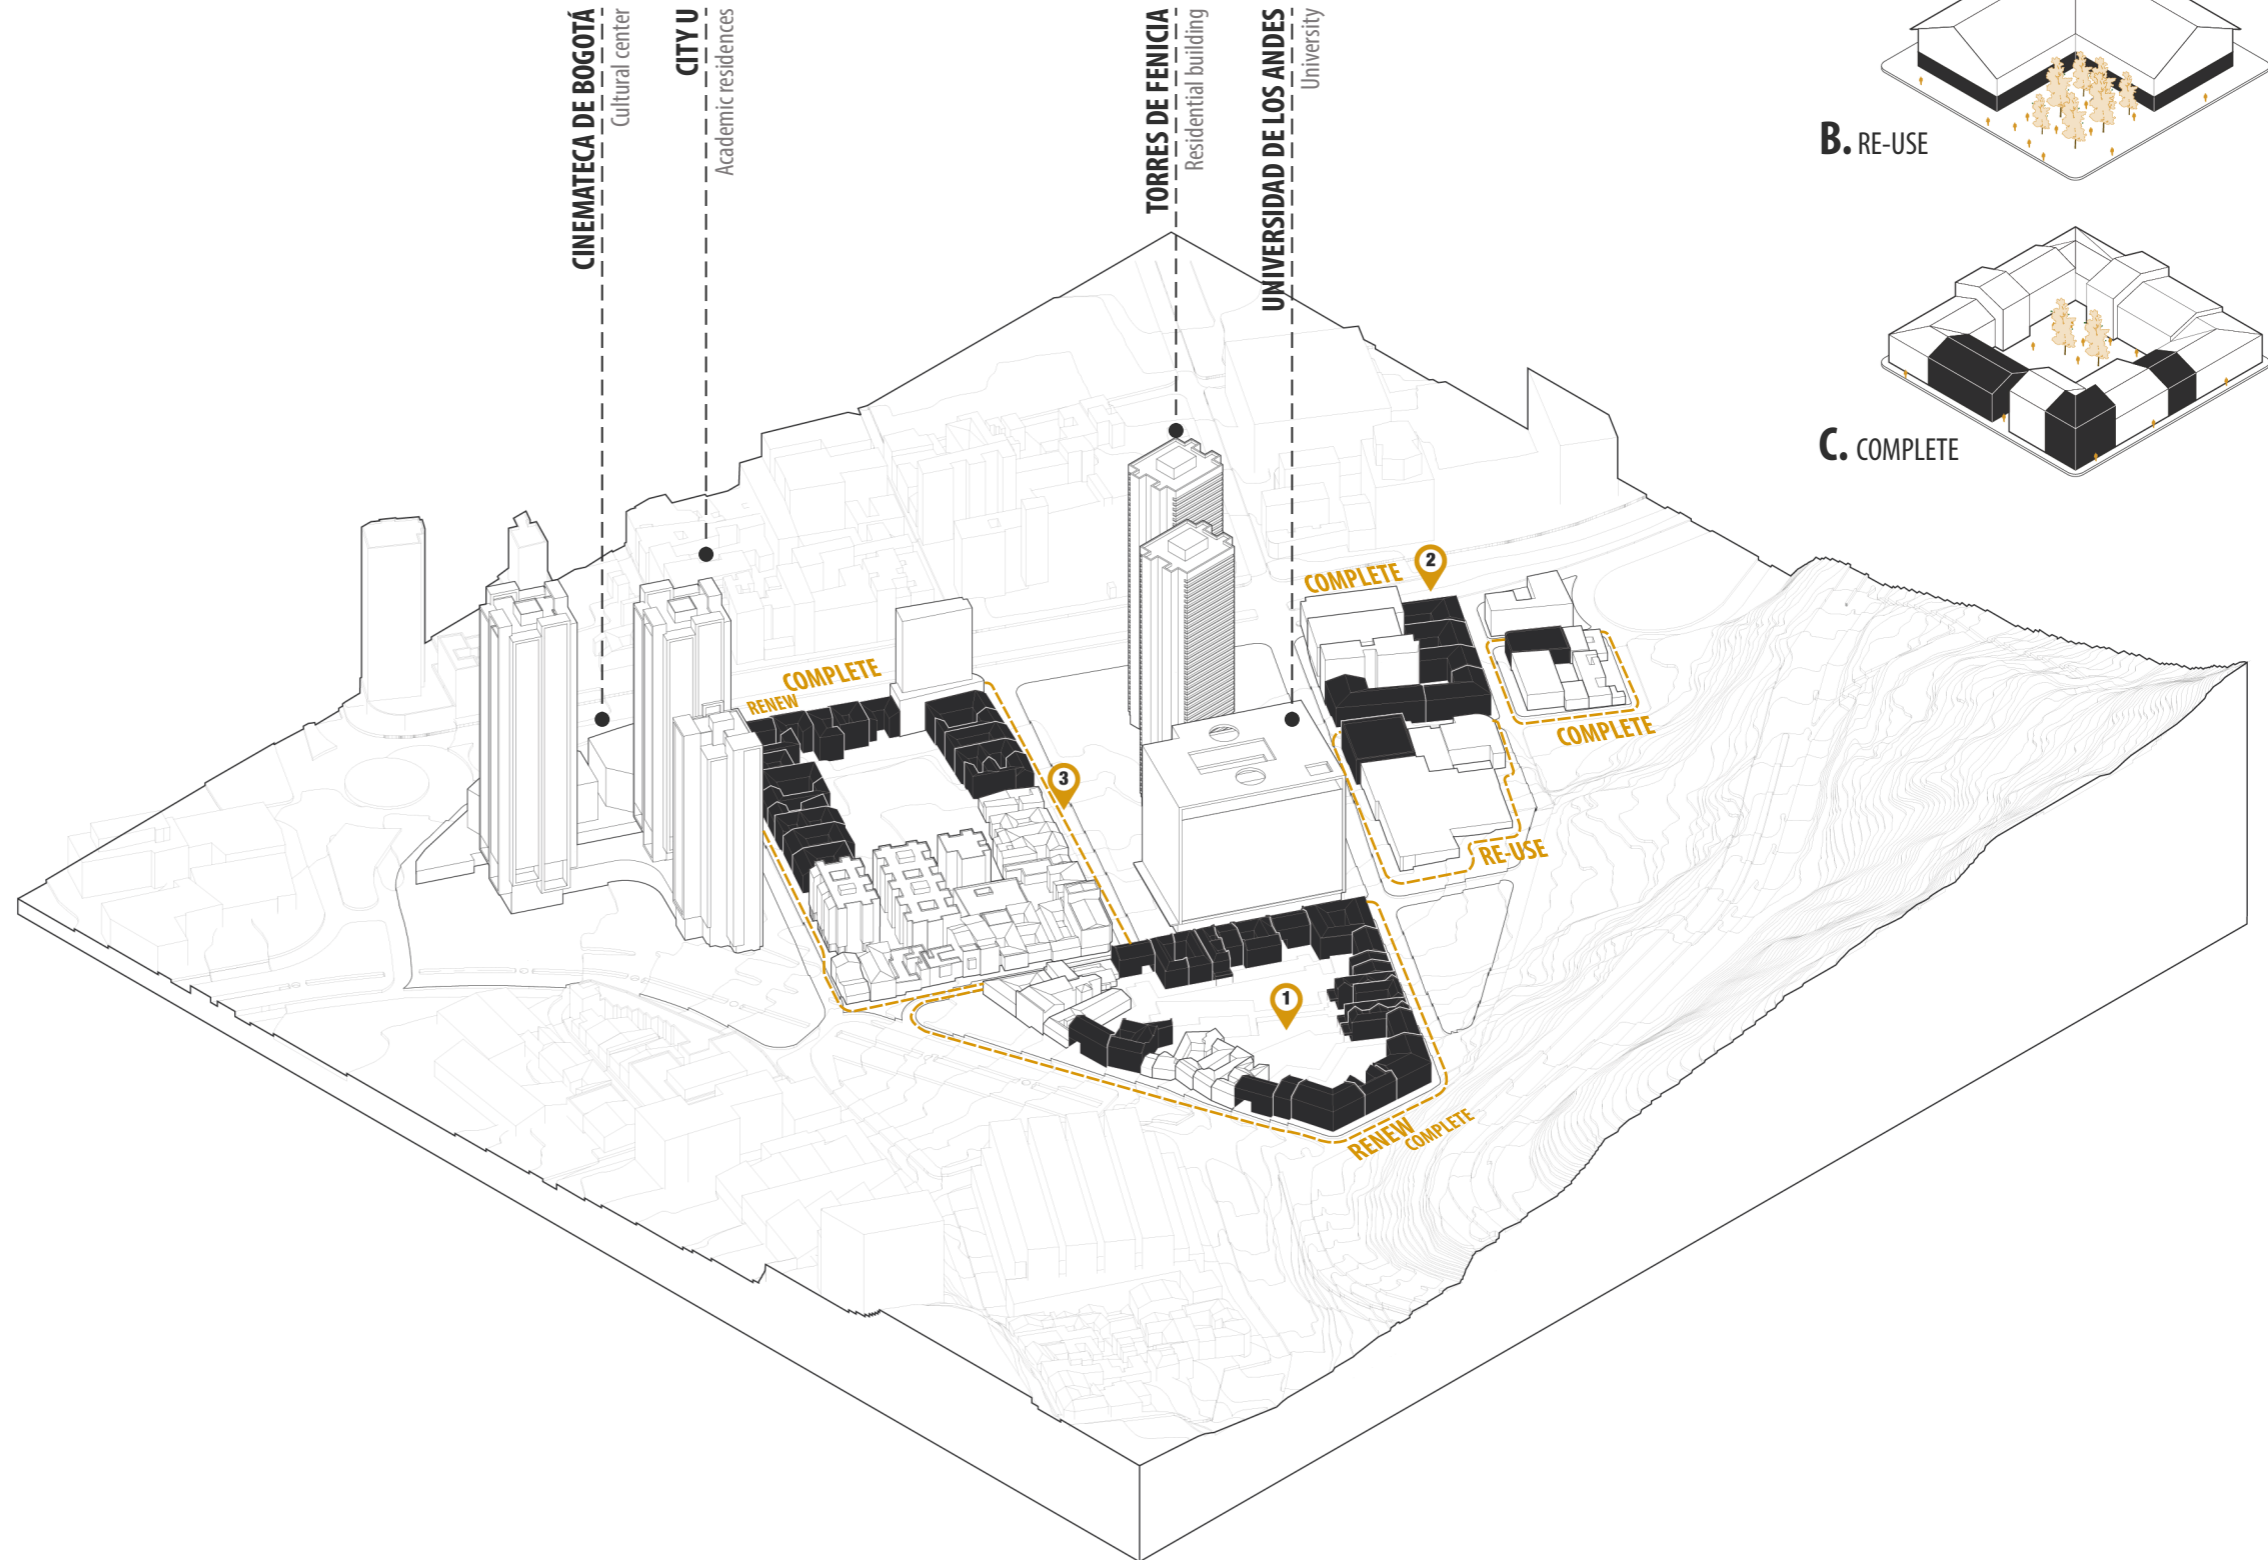 CINEMATECA DE BOGOTÁ
Cultural center
CITY U
Academic residences
TORRES DE FENICIA
Residential building
UNIVERSIDAD DE LOS ANDES
University
B. RE-USE
C. COMPLETE
COMPLETE
2
COMPLETE
RENEW
COMPLETE
3
RE-USE
1
RENEW
COMPLETE